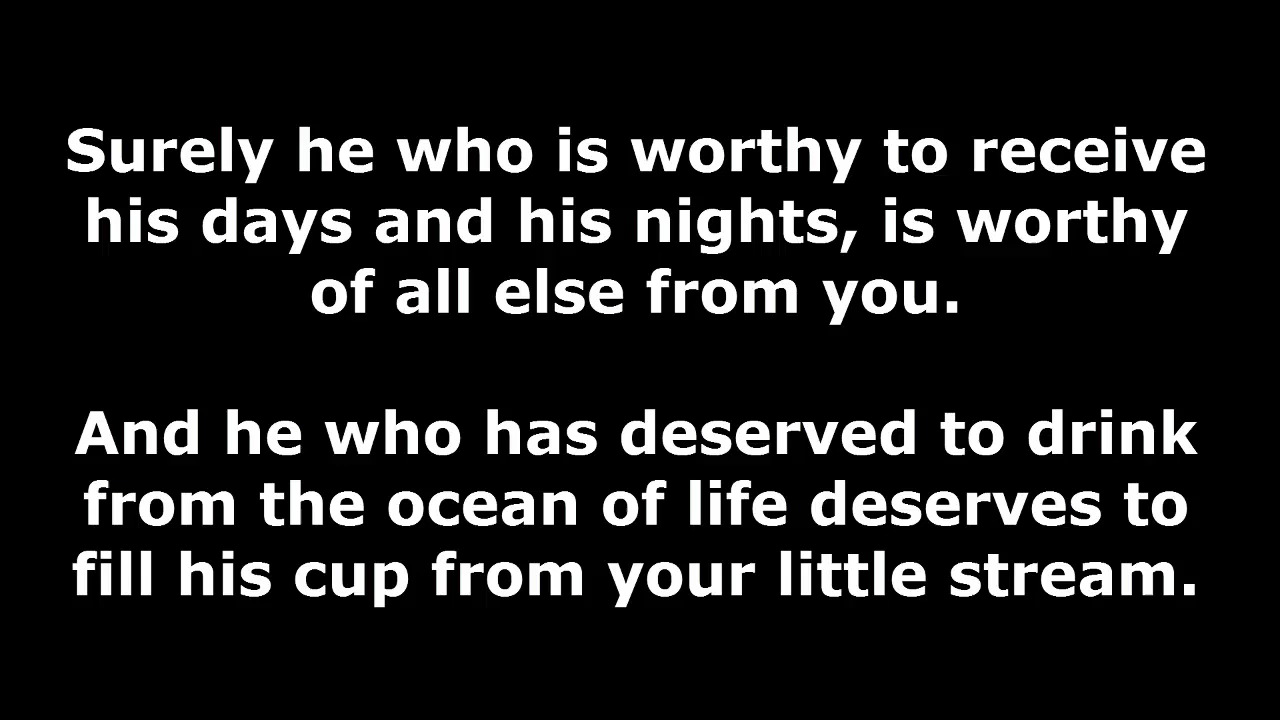 Surely he who is worthy to receive
his days and his nights, is worthy
of all else from you.
And he who has deserved to drink
from the ocean of life deserves to
fill his cup from your little stream.